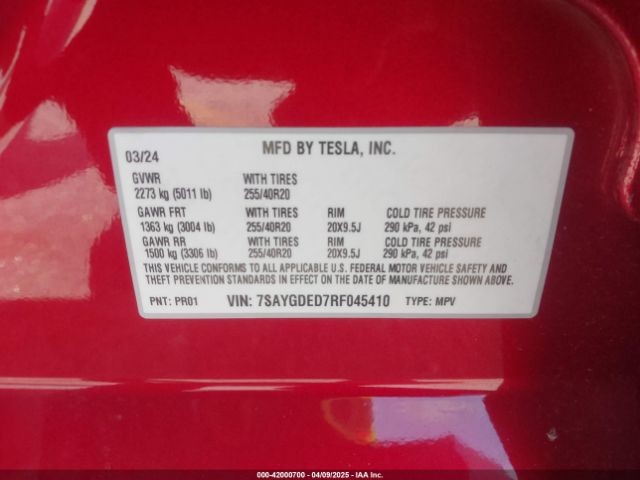 03/24 MFD BY TESLA, INC.
GVWR WITH TIRES
2273 kg (5011 lb) 255/40R20
GAWR FRT WITH TIRES RIM COLD TIRE PRESSURE
1363 kg (3004 lb) 255/40R20 20X9.5J 290 kPa, 42 psi
GAWR RR WITH TIRES RIM COLD TIRE PRESSURE
1500 kg (3306 lb) 255/40R20 20X9.5J 290 kPa, 42 psi
THIS VEHICLE CONFORMS TO ALL APPLICABLE U.S. FEDERAL MOTOR VEHICLE SAFETY AND
THEFT PREVENTION STANDARDS IN EFFECT ON THE DATE OF MANUFACTURE SHOWN ABOVE.
PNT: PR01 VIN: 7SAYGDED7RF045410 TYPE: MPV
000-42000700 - 04/09/2025 - IAA Inc.